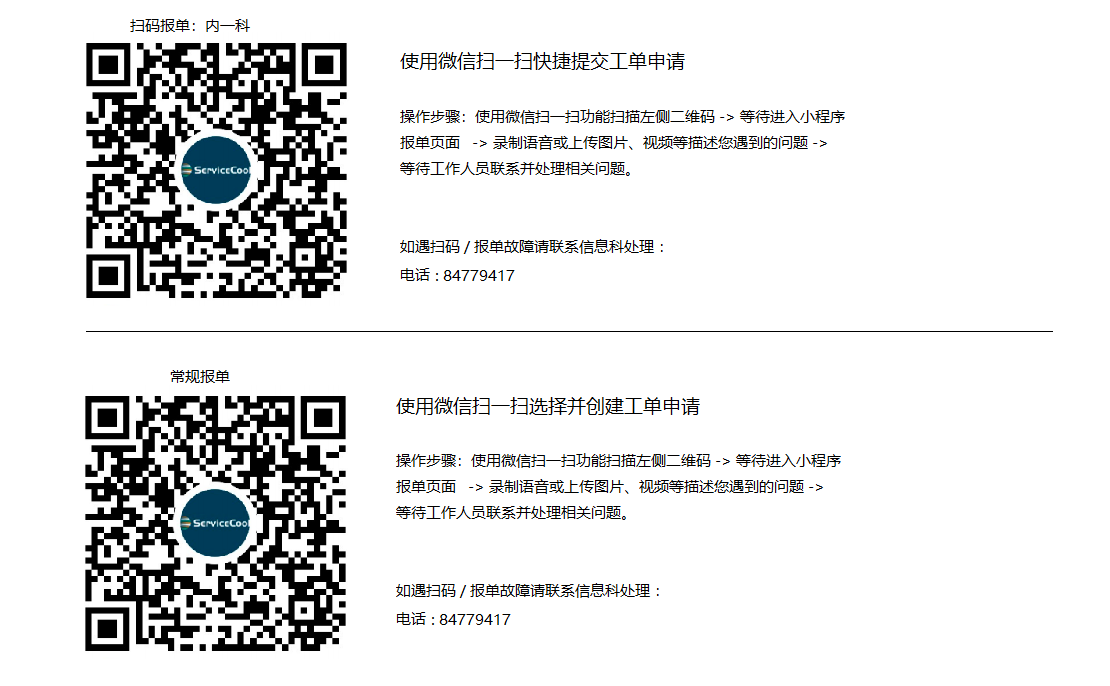 扫码报单：内一科
使用微信扫一扫快捷提交工单申请
操作步骤：使用微信扫一扫功能扫描左侧二维码 -> 等待进入小程序
报单页面 -> 录制语音或上传图片、视频等描述您遇到的问题 ->
等待工作人员联系并处理相关问题。
ServiceCool
如遇扫码 / 报单故障请联系信息科处理：
电话：84779417
常规报单
使用微信扫一扫选择并创建工单申请
操作步骤：使用微信扫一扫功能扫描左侧二维码 -> 等待进入小程序
报单页面 -> 录制语音或上传图片、视频等描述您遇到的问题 ->
等待工作人员联系并处理相关问题。
ServiceCool
如遇扫码 / 报单故障请联系信息科处理：
电话：84779417